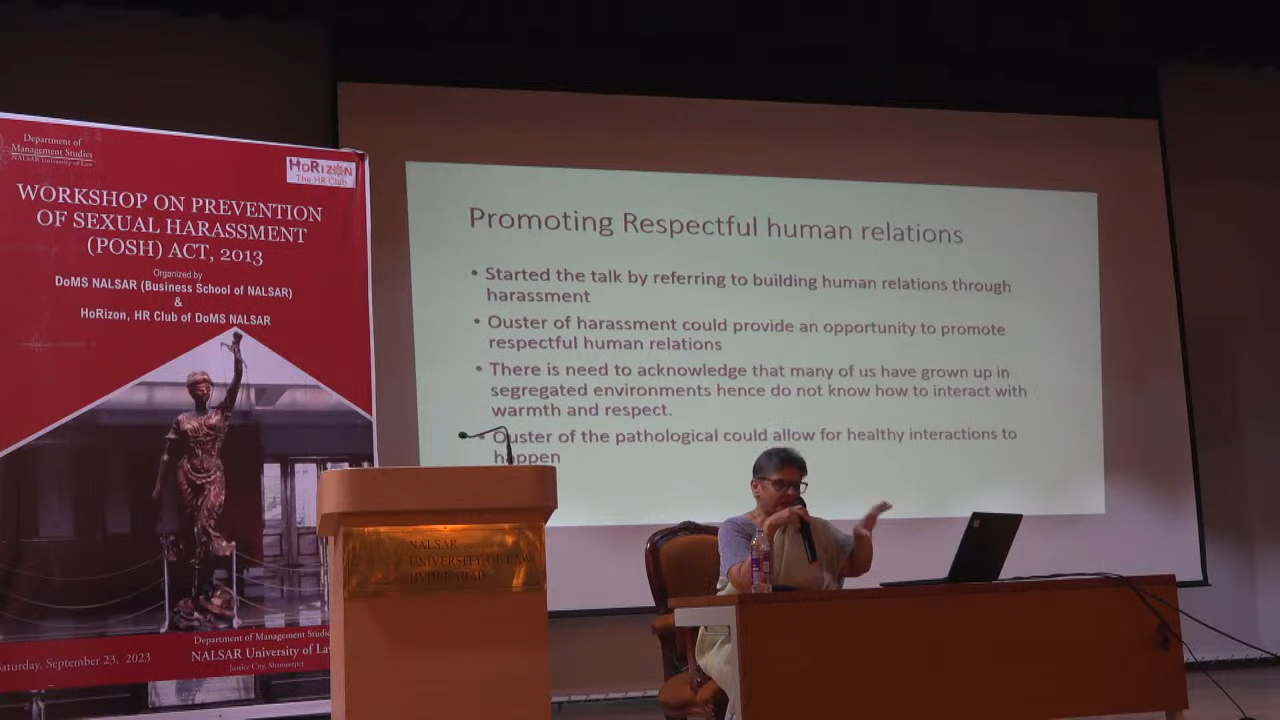 Department of
Management Studies
NALSAR University of Law
HoRizoN
The HR Club
WORKSHOP ON PREVENTION
OF SEXUAL HARASSMENT
(POSH) ACT, 2013
Organized by
DoMS NALSAR (Business School of NALSAR)
&
HoRizon, HR Club of DoMS NALSAR
Saturday, September 23, 2023
Department of Management Studies
NALSAR University of Law
Justice City, Shameerpet
Promoting Respectful human relations
• Started the talk by referring to building human relations through
harassment
• Ouster of harassment could provide an opportunity to promote
respectful human relations
• There is need to acknowledge that many of us have grown up in
segregated environments hence do not know how to interact with
warmth and respect.
• Ouster of the pathological could allow for healthy interactions to
happen
NALSAR
UNIVERSITY OF LAW
HYDERABAD